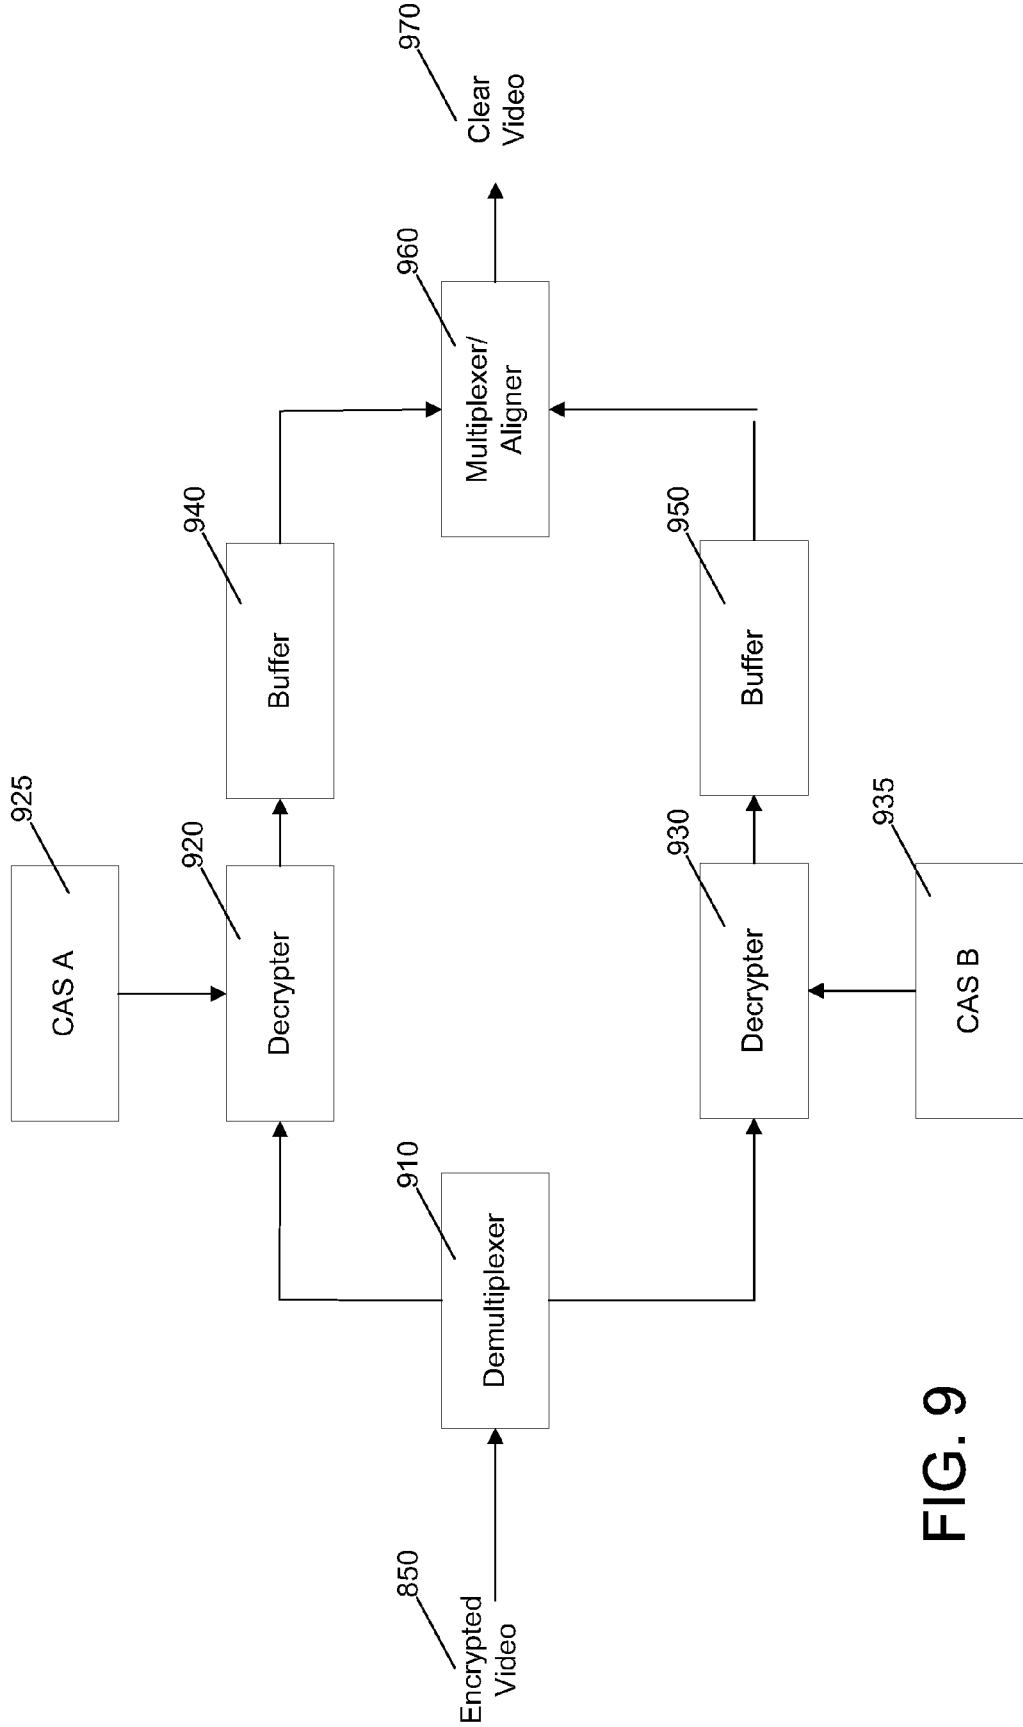 925
CAS A
920
Decrypter
940
Buffer
850
Encrypted
Video
910
Demultiplexer
960
Multiplexer/
Aligner
970
Clear
Video
930
Decrypter
950
Buffer
935
CAS B
FIG. 9